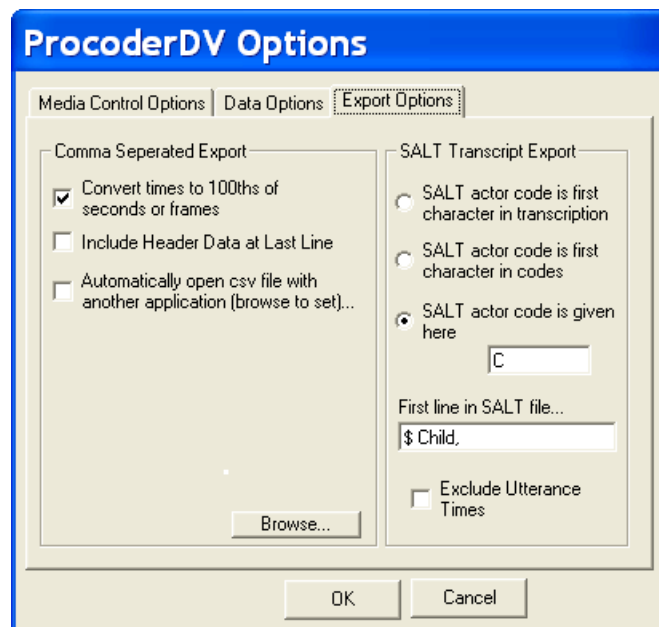 ProcoderDV Options
Media Control Options
Data Options
Export Options
Comma Seperated Export
Convert times to 100ths of
seconds or frames
Include Header Data at Last Line
Automatically open csv file with
another application (browse to set)...
Browse...
SALT Transcript Export
SALT actor code is first
character in transcription
SALT actor code is first
character in codes
SALT actor code is given
here
C
First line in SALT file...
$ Child,
Exclude Utterance
Times
OK
Cancel